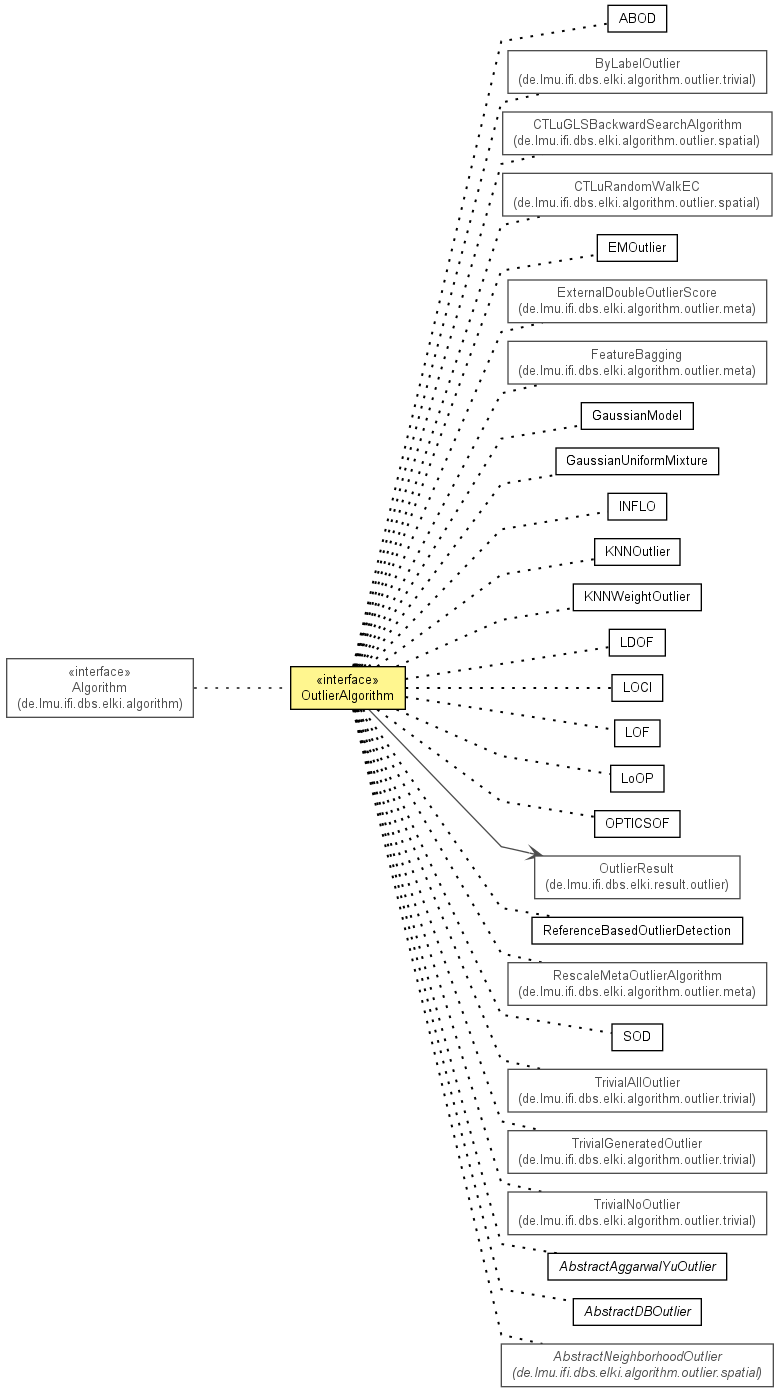 ABOD
ByLabelOutlier
(de.lmu.ifi.dbs.elki.algorithm.outlier.trivial)
CTLuGLSBackwardSearchAlgorithm
(de.lmu.ifi.dbs.elki.algorithm.outlier.spatial)
CTLuRandomWalkEC
(de.lmu.ifi.dbs.elki.algorithm.outlier.spatial)
EMOutlier
ExternalDoubleOutlierScore
(de.lmu.ifi.dbs.elki.algorithm.outlier.meta)
FeatureBagging
(de.lmu.ifi.dbs.elki.algorithm.outlier.meta)
GaussianModel
GaussianUniformMixture
INFLO
KNNOutlier
KNNWeightOutlier
LDOF
«interface»
Algorithm
(de.lmu.ifi.dbs.elki.algorithm)
«interface»
OutlierAlgorithm
LOCI
LOF
LoOP
OPTICSOF
OutlierResult
(de.lmu.ifi.dbs.elki.result.outlier)
ReferenceBasedOutlierDetection
RescaleMetaOutlierAlgorithm
(de.lmu.ifi.dbs.elki.algorithm.outlier.meta)
SOD
TrivialAllOutlier
(de.lmu.ifi.dbs.elki.algorithm.outlier.trivial)
TrivialGeneratedOutlier
(de.lmu.ifi.dbs.elki.algorithm.outlier.trivial)
TrivialNoOutlier
(de.lmu.ifi.dbs.elki.algorithm.outlier.trivial)
AbstractAggarwalYuOutlier
AbstractDBOutlier
AbstractNeighborhoodOutlier
(de.lmu.ifi.dbs.elki.algorithm.outlier.spatial)